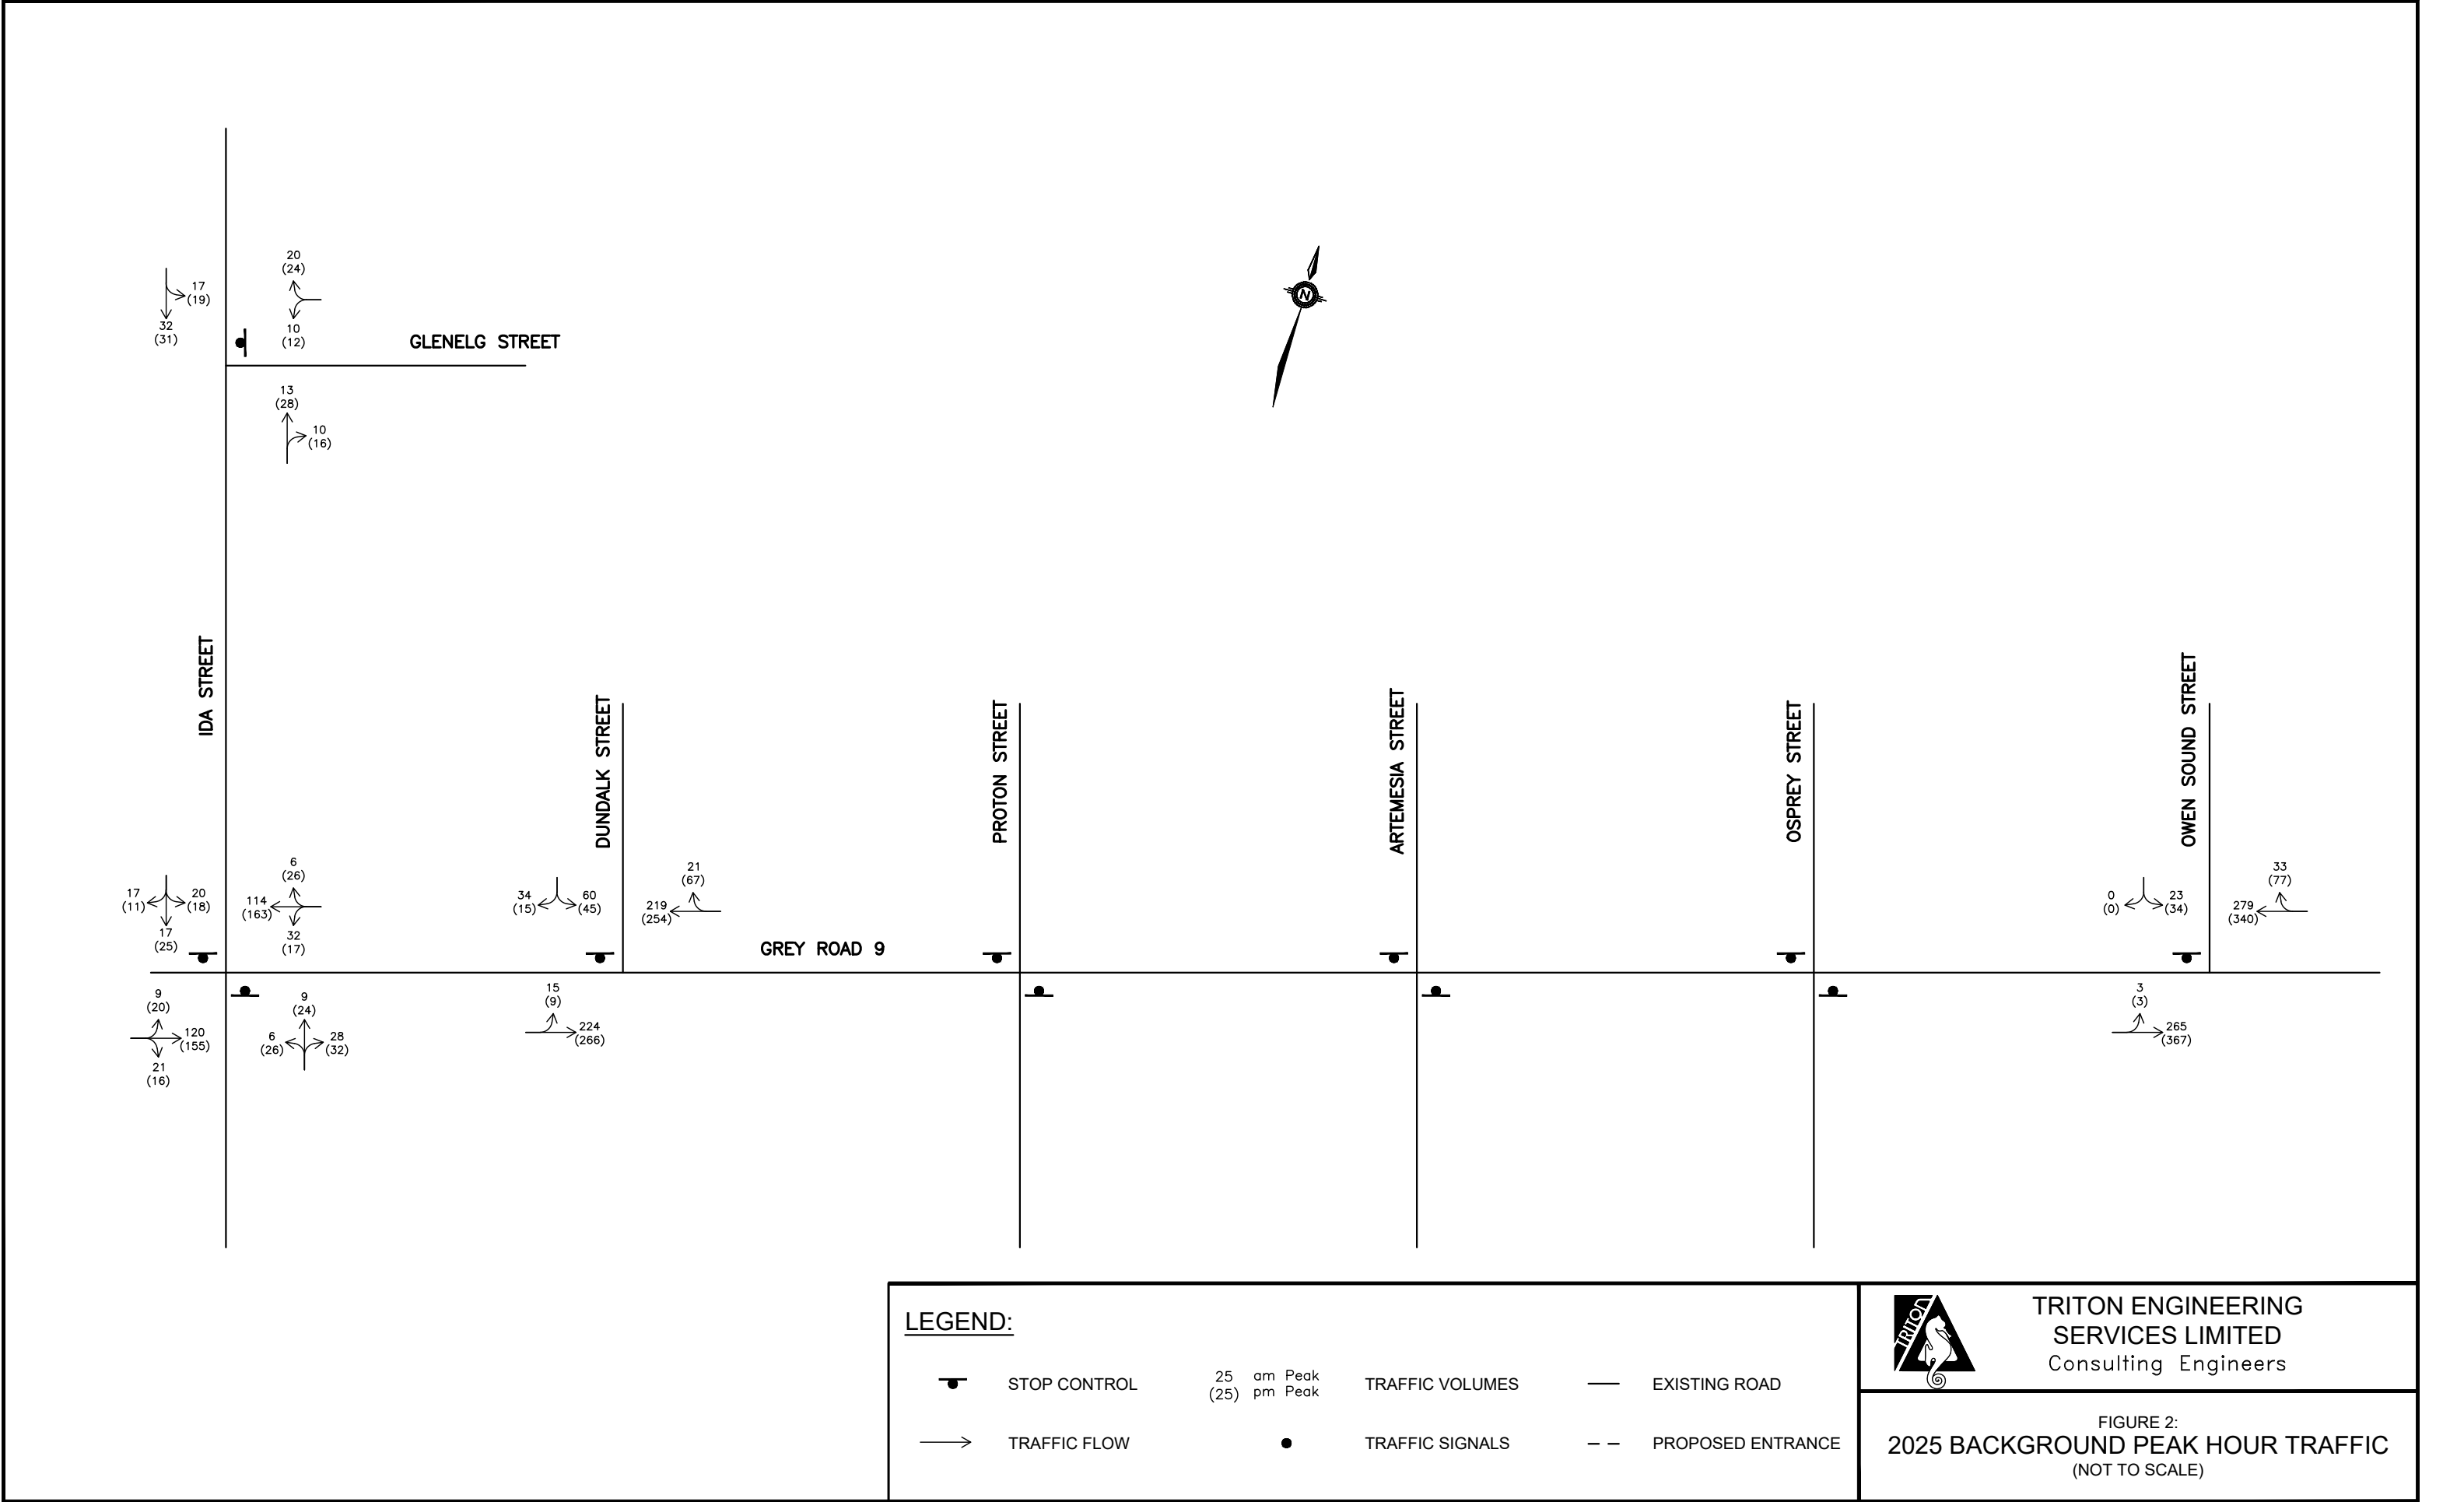 20
(24)
17
(19)
32
(31)
10
(12)
GLENELG STREET
N
13
(28)
10
(16)
IDA STREET
DUNDALK STREET
PROTON STREET
ARTEMESIA STREET
OSPREY STREET
OWEN SOUND STREET
17
(11)
20
(18)
17
(25)
6
(26)
114
(163)
32
(17)
34
(15)
60
(45)
21
(67)
219
(254)
GREY ROAD 9
0
(0)
23
(34)
33
(77)
279
(340)
9
(20)
120
(155)
21
(16)
9
(24)
6
(26)
28
(32)
15
(9)
224
(266)
3
(3)
265
(367)
LEGEND:
STOP CONTROL
25 am Peak
(25) pm Peak
TRAFFIC VOLUMES
EXISTING ROAD
TRAFFIC FLOW
TRAFFIC SIGNALS
PROPOSED ENTRANCE
TRITON
TRITON ENGINEERING
SERVICES LIMITED
Consulting Engineers
FIGURE 2:
2025 BACKGROUND PEAK HOUR TRAFFIC
(NOT TO SCALE)